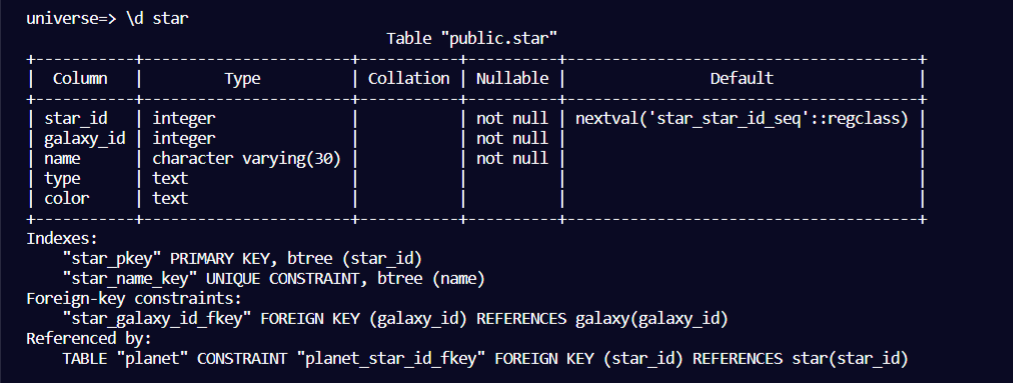 universe=> \d star
                                       Table "public.star"
+-----------+-----------------------+-----------+----------+---------------------------------------+
|  Column   |         Type          | Collation | Nullable |                Default                |
+-----------+-----------------------+-----------+----------+---------------------------------------+
| star_id   | integer               |           | not null | nextval('star_star_id_seq'::regclass) |
| galaxy_id | integer               |           | not null |                                       |
| name      | character varying(30) |           | not null |                                       |
| type      | text                  |           |          |                                       |
| color     | text                  |           |          |                                       |
+-----------+-----------------------+-----------+----------+---------------------------------------+
Indexes:
    "star_pkey" PRIMARY KEY, btree (star_id)
    "star_name_key" UNIQUE CONSTRAINT, btree (name)
Foreign-key constraints:
    "star_galaxy_id_fkey" FOREIGN KEY (galaxy_id) REFERENCES galaxy(galaxy_id)
Referenced by:
    TABLE "planet" CONSTRAINT "planet_star_id_fkey" FOREIGN KEY (star_id) REFERENCES star(star_id)